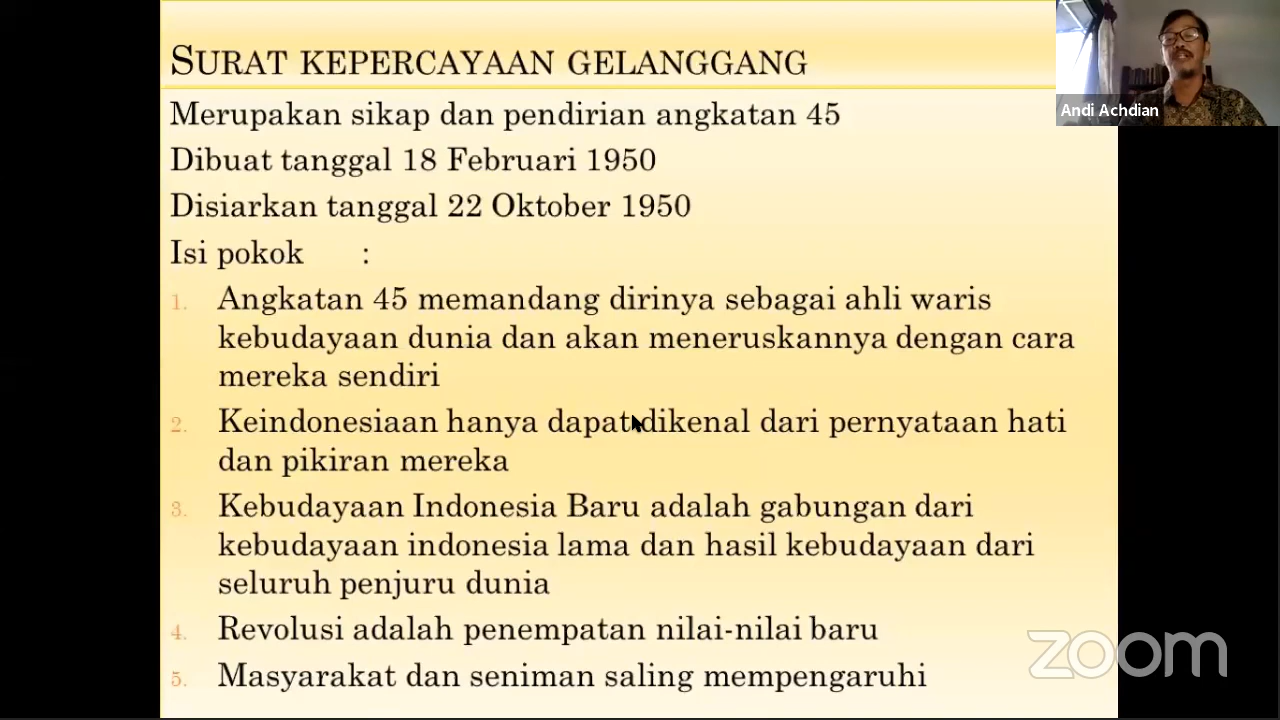 SURAT KEPERCAYAAN GELANGGANG
Andi Achdian
Merupakan sikap dan pendirian angkatan 45
Dibuat tanggal 18 Februari 1950
Disiarkan tanggal 22 Oktober 1950
Isi pokok :
1. Angkatan 45 memandang dirinya sebagai ahli waris
kebudayaan dunia dan akan meneruskannya dengan cara
mereka sendiri
2. Keindonesiaan hanya dapat dikenal dari pernyataan hati
dan pikiran mereka
3. Kebudayaan Indonesia Baru adalah gabungan dari
kebudayaan indonesia lama dan hasil kebudayaan dari
seluruh penjuru dunia
4. Revolusi adalah penempatan nilai-nilai baru
5. Masyarakat dan seniman saling mempengaruhi
zoom